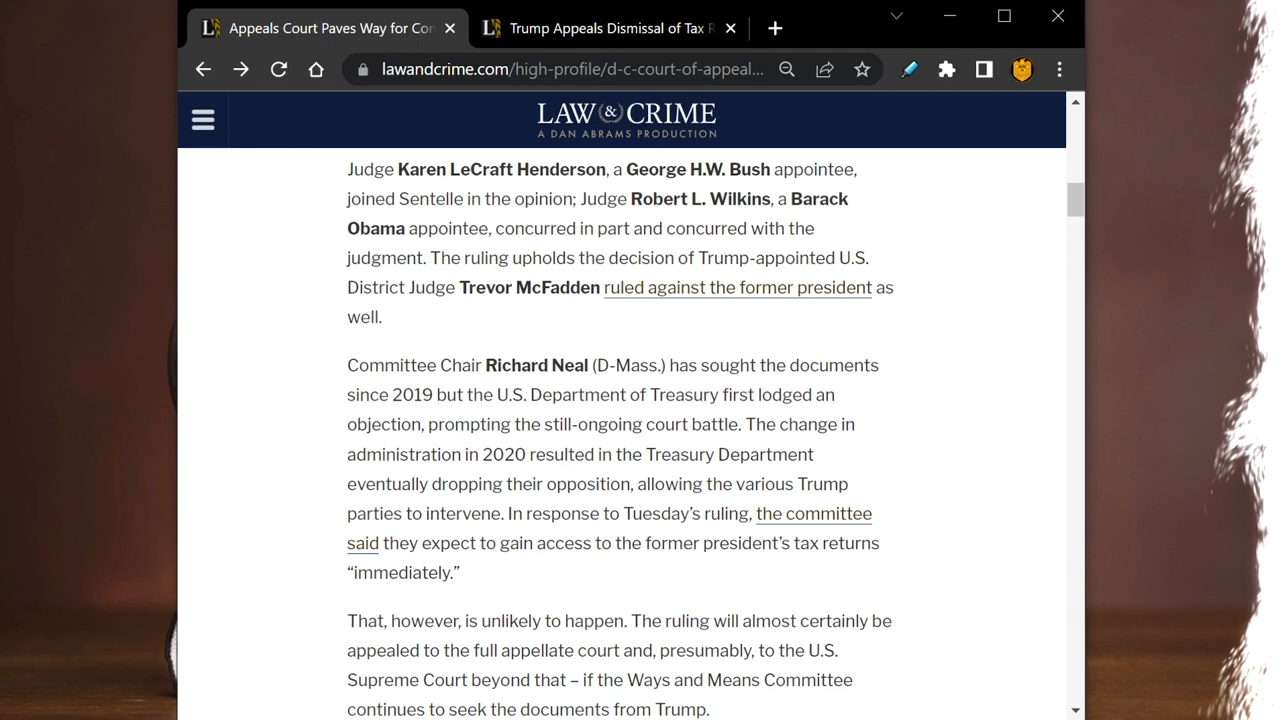 Appeals Court Paves Way for Con
Trump Appeals Dismissal of Tax R
lawandcrime.com/high-profile/d-c-court-of-appeal...
LAW & CRIME
A DAN ABRAMS PRODUCTION
Judge Karen LeCraft Henderson, a George H.W. Bush appointee,
joined Sentelle in the opinion; Judge Robert L. Wilkins, a Barack
Obama appointee, concurred in part and concurred with the
judgment. The ruling upholds the decision of Trump-appointed U.S.
District Judge Trevor McFadden ruled against the former president as
well.
Committee Chair Richard Neal (D-Mass.) has sought the documents
since 2019 but the U.S. Department of Treasury first lodged an
objection, prompting the still-ongoing court battle. The change in
administration in 2020 resulted in the Treasury Department
eventually dropping their opposition, allowing the various Trump
parties to intervene. In response to Tuesday’s ruling, the committee
said they expect to gain access to the former president’s tax returns
“immediately.”
That, however, is unlikely to happen. The ruling will almost certainly be
appealed to the full appellate court and, presumably, to the U.S.
Supreme Court beyond that – if the Ways and Means Committee
continues to seek the documents from Trump.